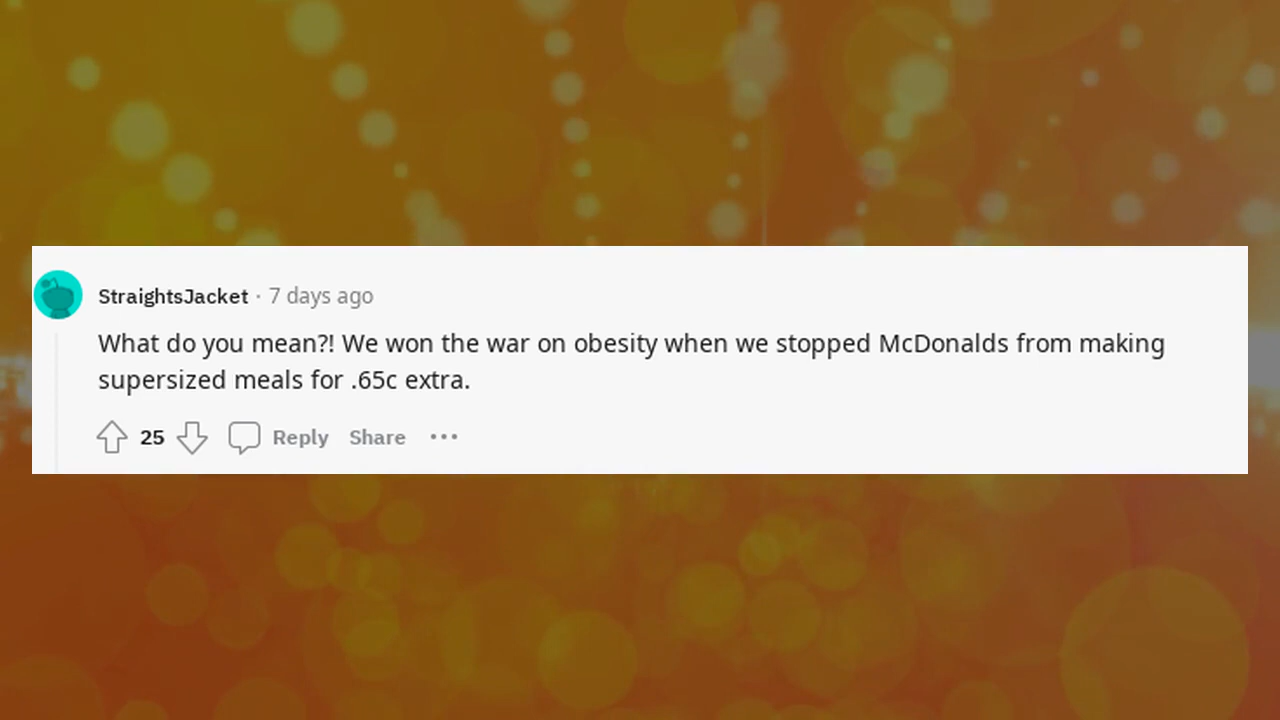 StraightsJacket · 7 days ago
What do you mean?! We won the war on obesity when we stopped McDonalds from making
supersized meals for .65c extra.
25 Reply Share